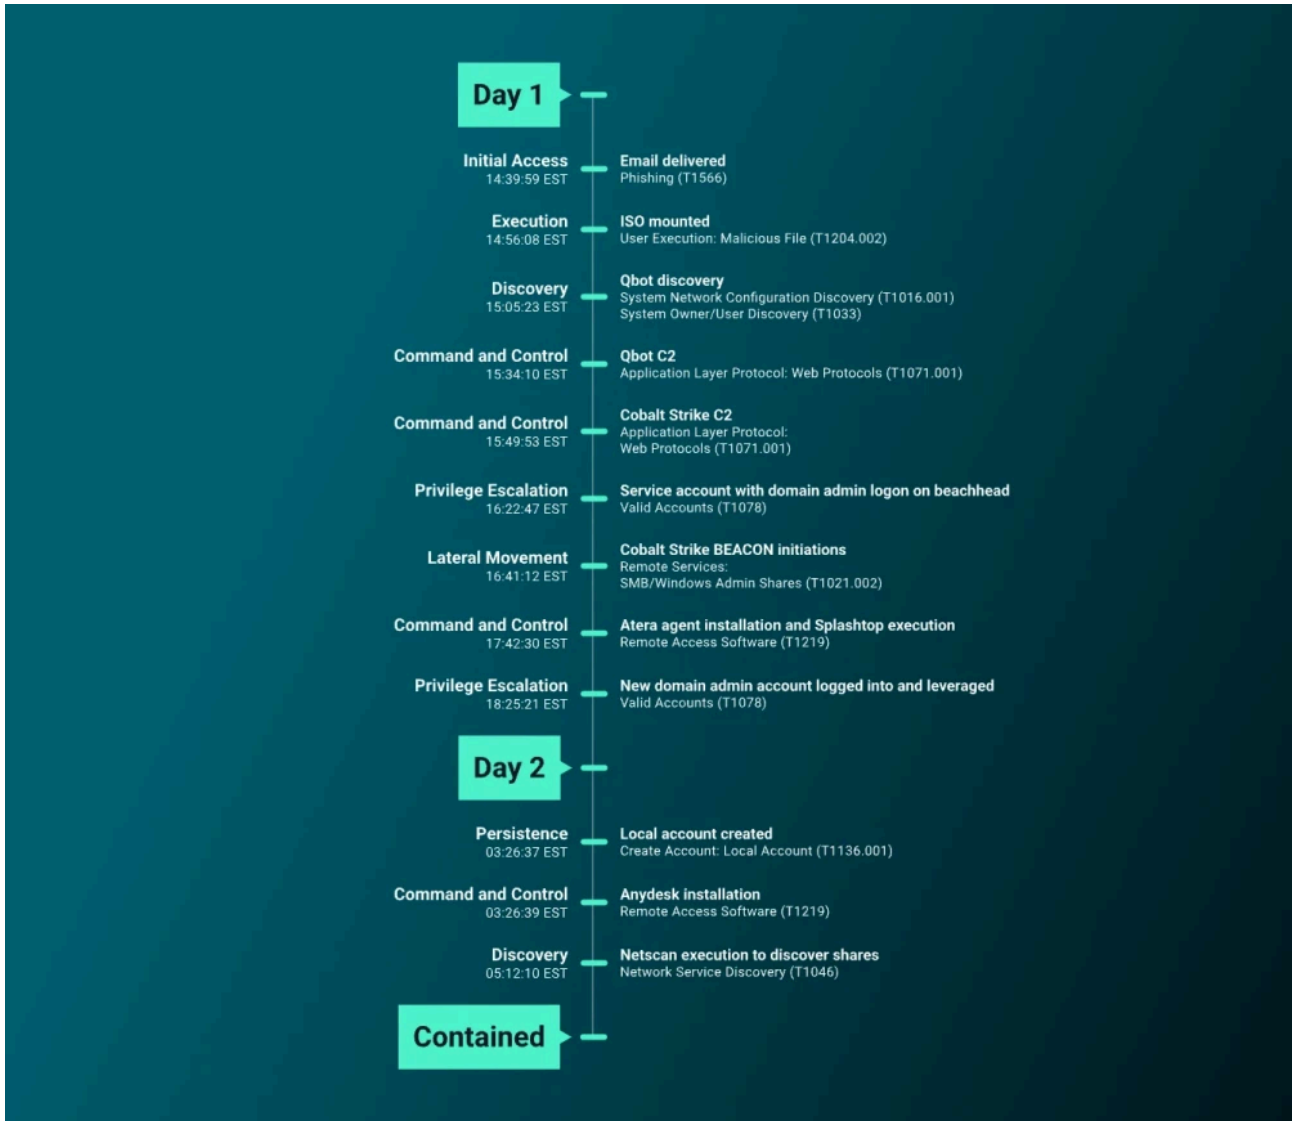 Day 1
Initial Access
14:39:59 EST
Email delivered
Phishing (T1566)
Execution
14:56:08 EST
ISO mounted
User Execution: Malicious File (T1204.002)
Discovery
15:05:23 EST
Qbot discovery
System Network Configuration Discovery (T1016.001)
System Owner/User Discovery (T1033)
Command and Control
15:34:10 EST
Qbot C2
Application Layer Protocol: Web Protocols (T1071.001)
Command and Control
15:49:53 EST
Cobalt Strike C2
Application Layer Protocol:
Web Protocols (T1071.001)
Privilege Escalation
16:22:47 EST
Service account with domain admin logon on beachhead
Valid Accounts (T1078)
Lateral Movement
16:41:12 EST
Cobalt Strike BEACON initiations
Remote Services:
SMB/Windows Admin Shares (T1021.002)
Command and Control
17:42:30 EST
Atera agent installation and Splashtop execution
Remote Access Software (T1219)
Privilege Escalation
18:25:21 EST
New domain admin account logged into and leveraged
Valid Accounts (T1078)
Day 2
Persistence
03:26:37 EST
Local account created
Create Account: Local Account (T1136.001)
Command and Control
03:26:39 EST
Anydesk installation
Remote Access Software (T1219)
Discovery
05:12:10 EST
Netscan execution to discover shares
Network Service Discovery (T1046)
Contained